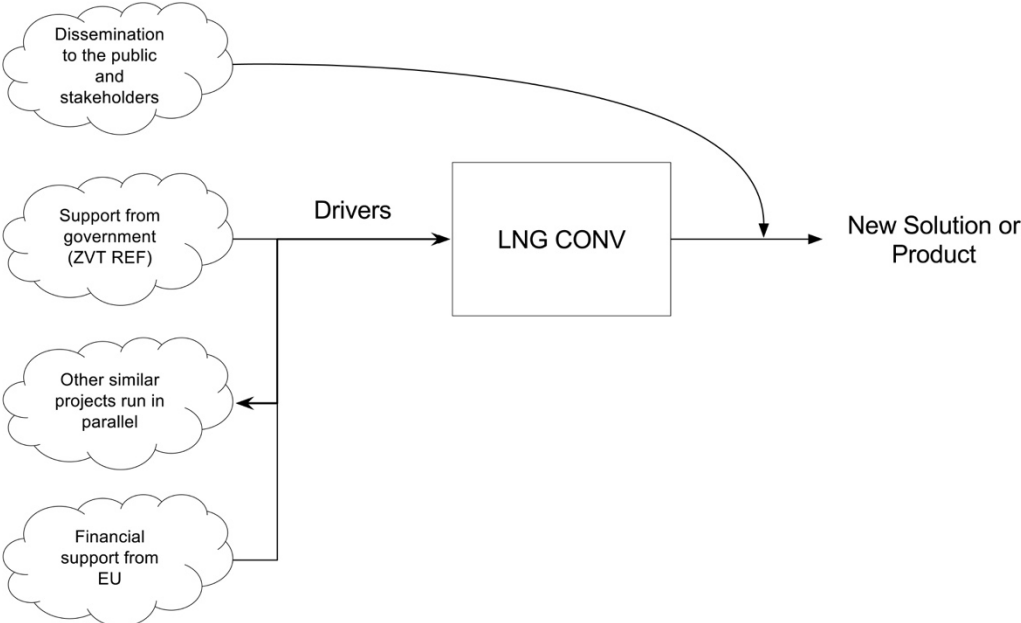 Dissemination
to the public
and
stakeholders
Support from
government
(ZVT REF)
Drivers
LNG CONV
New Solution or
Product
Other similar
projects run in
parallel
Financial
support from
EU